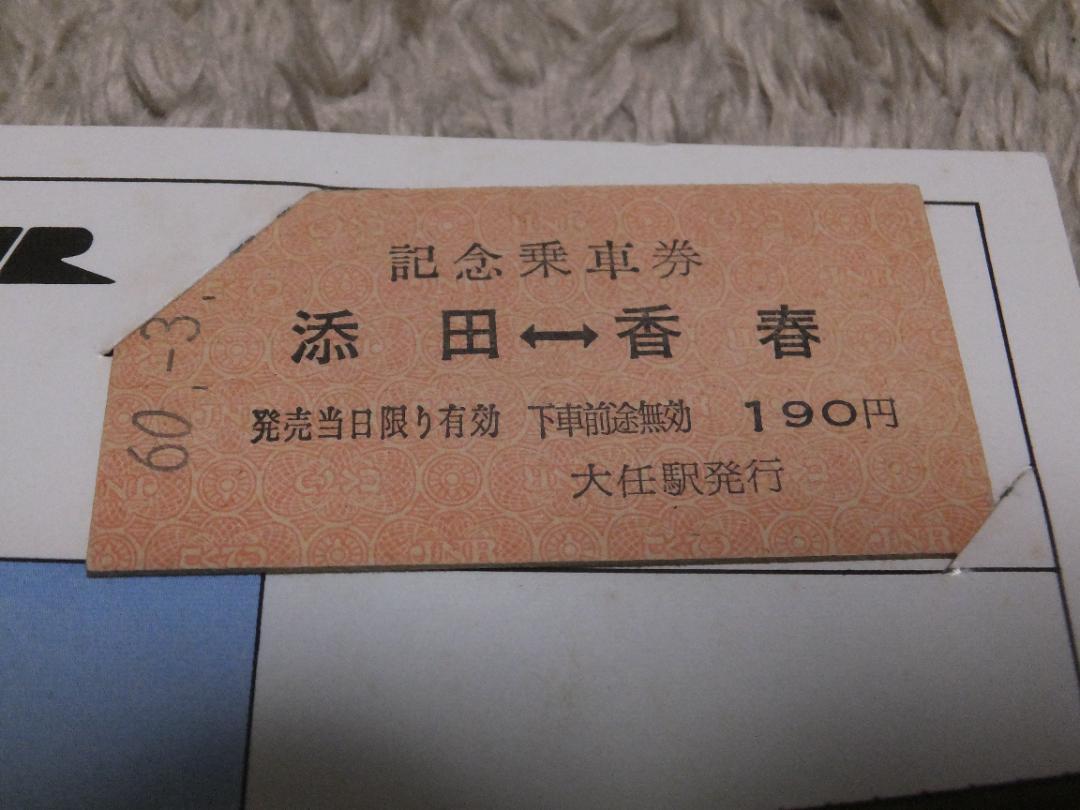 記念乗車券
添田↔香春
発売当日限り有効 下車前途無効 190円
大任駅発行
60.-3.-